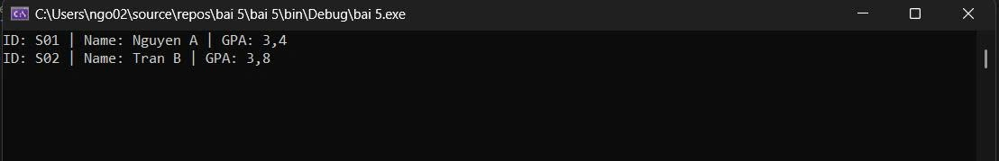 C:\Users\ngo02\source\repos\bai 5\bai 5\bin\Debug\bai 5.exe
ID: S01 | Name: Nguyen A | GPA: 3,4
ID: S02 | Name: Tran B | GPA: 3,8